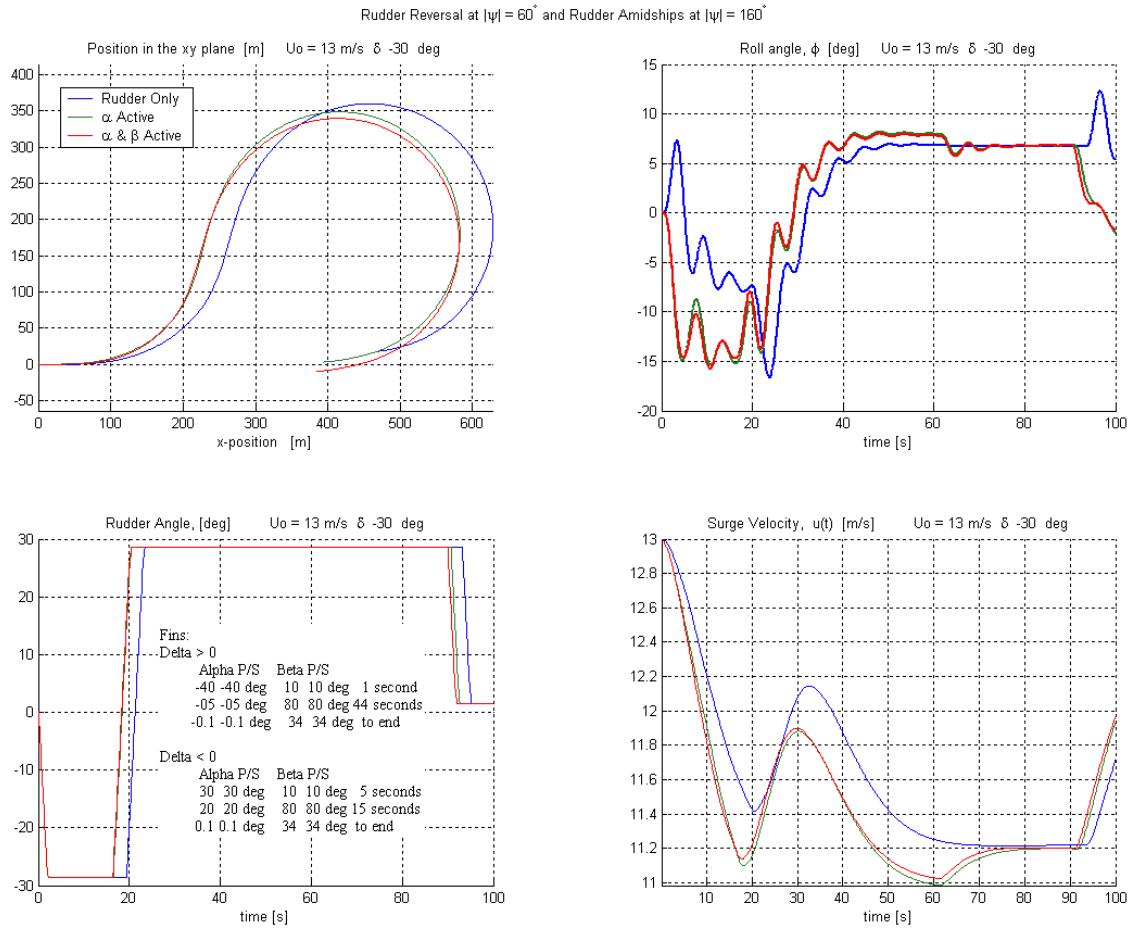 Rudder Reversal at |ψ| = 60° and Rudder Amidships at |ψ| = 160°
Position in the xy plane [m] Uo = 13 m/s δ -30 deg
400
350
300
250
200
150
100
50
0
-50
Rudder Only
α Active
α & β Active
0 100 200 300 400 500 600
x-position [m]
Roll angle, ϕ [deg] Uo = 13 m/s δ -30 deg
15
10
5
0
-5
-10
-15
-20
0 20 40 60 80 100
time [s]
Rudder Angle, [deg] Uo = 13 m/s δ -30 deg
30
20
10
0
-10
-20
-30
Fins:
Delta > 0
Alpha P/S Beta P/S
-40 -40 deg 10 10 deg 1 second
-05 -05 deg 80 80 deg 44 seconds
-0.1 -0.1 deg 34 34 deg to end
Delta < 0
Alpha P/S Beta P/S
30 30 deg 10 10 deg 5 seconds
20 20 deg 80 80 deg 15 seconds
0.1 0.1 deg 34 34 deg to end
0 20 40 60 80 100
time [s]
Surge Velocity, u(t) [m/s] Uo = 13 m/s δ -30 deg
13
12.8
12.6
12.4
12.2
12
11.8
11.6
11.4
11.2
11
0 10 20 30 40 50 60 70 80 90 100
time [s]